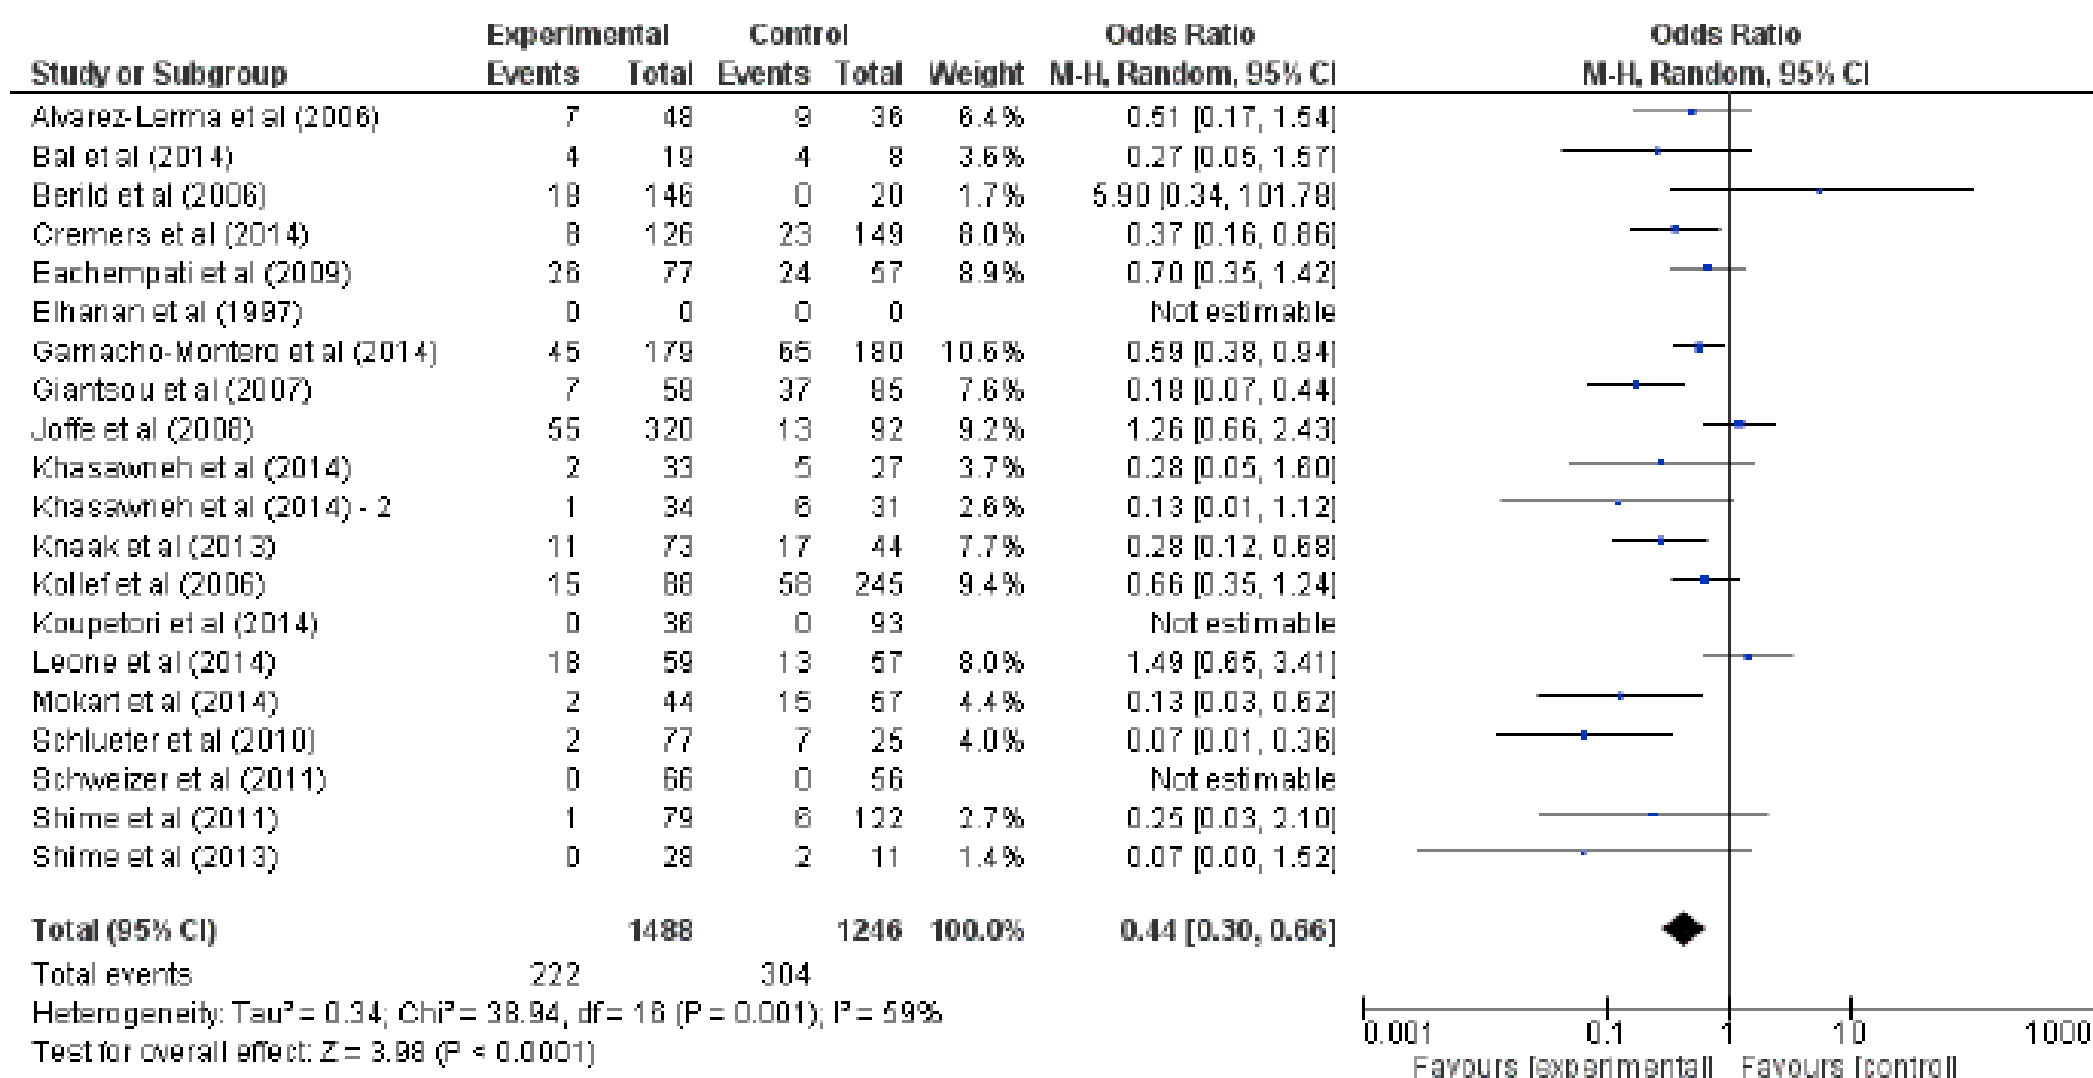 Experimental Control Odds Ratio Odds Ratio
Study or Subgroup Events Total Events Total Weight M-H, Random, 95% CI M-H, Random, 95% CI
Alvarez-Lerma et al (2006) 7 48 9 36 6.4% 0.51 [0.17, 1.54]
Bal et al (2014) 4 19 4 8 3.6% 0.27 [0.05, 1.57]
Berild et al (2006) 18 146 0 20 1.7% 5.90 [0.34, 101.78]
Cremers et al (2014) 8 126 23 149 8.0% 0.37 [0.16, 0.86]
Eachempati et al (2009) 26 77 24 57 8.9% 0.70 [0.35, 1.42]
Elhanan et al (1997) 0 0 0 0 Not estimable
Garnacho-Montero et al (2014) 45 179 65 180 10.6% 0.59 [0.38, 0.94]
Giantsou et al (2007) 7 58 37 85 7.6% 0.18 [0.07, 0.44]
Joffe et al (2008) 55 320 13 92 9.2% 1.26 [0.66, 2.43]
Khasawneh et al (2014) 2 33 5 27 3.7% 0.28 [0.05, 1.60]
Khasawneh et al (2014) - 2 1 34 6 31 2.6% 0.13 [0.01, 1.12]
Knaak et al (2013) 11 73 17 44 7.7% 0.28 [0.12, 0.68]
Kollef et al (2006) 15 88 58 245 9.4% 0.66 [0.35, 1.24]
Koupetori et al (2014) 0 36 0 93 Not estimable
Leone et al (2014) 18 59 13 57 8.0% 1.49 [0.65, 3.41]
Mokart et al (2014) 2 44 15 57 4.4% 0.13 [0.03, 0.62]
Schlueter et al (2010) 2 77 7 25 4.0% 0.07 [0.01, 0.36]
Schweizer et al (2011) 0 66 0 56 Not estimable
Shime et al (2011) 1 79 6 122 2.7% 0.25 [0.03, 2.10]
Shime et al (2013) 0 28 2 11 1.4% 0.07 [0.00, 1.52]
Total (95% CI) 1488 1246 100.0% 0.44 [0.30, 0.66]
Total events 222 304
Heterogeneity: Tau² = 0.34; Chi² = 38.94, df = 16 (P = 0.001); I² = 59%
Test for overall effect: Z = 3.98 (P < 0.0001)
0.001 0.1 1 10 1000
Favours [experimental] Favours [control]